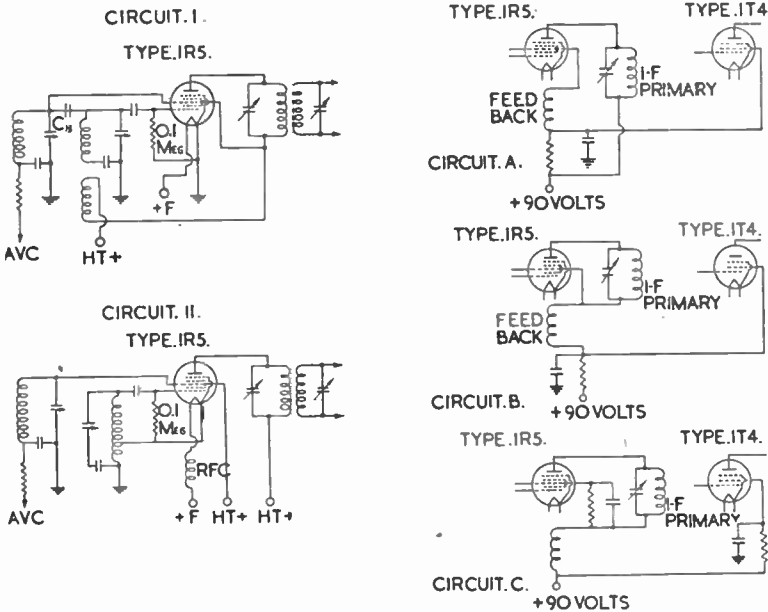 CIRCUIT. I.
TYPE.IR5.
C18
0.1
MEG
+F
AVC
HT+
CIRCUIT. II.
TYPE.IR5.
0.1
MEG
RFC
AVC
+F HT+ HT+
TYPE.IR5. TYPE.IT4
I-F
PRIMARY
FEED
BACK
CIRCUIT.A.
+90 VOLTS
TYPE.IR5. TYPE.IT4.
I-F
PRIMARY
FEED
BACK
CIRCUIT.B.
+90 VOLTS
TYPE.IR5. TYPE.IT4.
I-F
PRIMARY
CIRCUIT.C.
+90 VOLTS